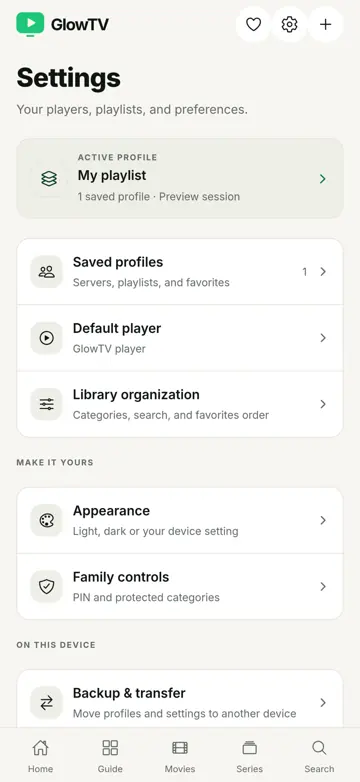 GlowTV
Settings
Your players, playlists, and preferences.
ACTIVE PROFILE
My playlist
1 saved profile · Preview session
Saved profiles
1
Servers, playlists, and favorites
Default player
GlowTV player
Library organization
Categories, search, and favorites order
MAKE IT YOURS
Appearance
Light, dark or your device setting
Family controls
PIN and protected categories
ON THIS DEVICE
Backup & transfer
Move profiles and settings to another device
Home
Guide
Movies
Series
Search